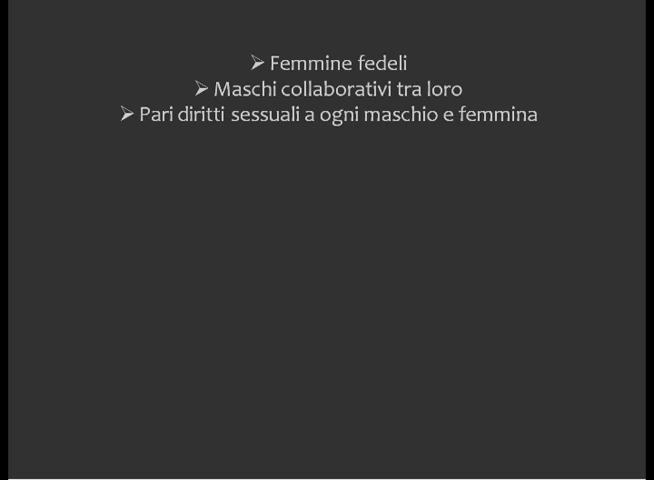 ➢ Femmine fedeli
➢ Maschi collaborativi tra loro
➢ Pari diritti sessuali a ogni maschio e femmina